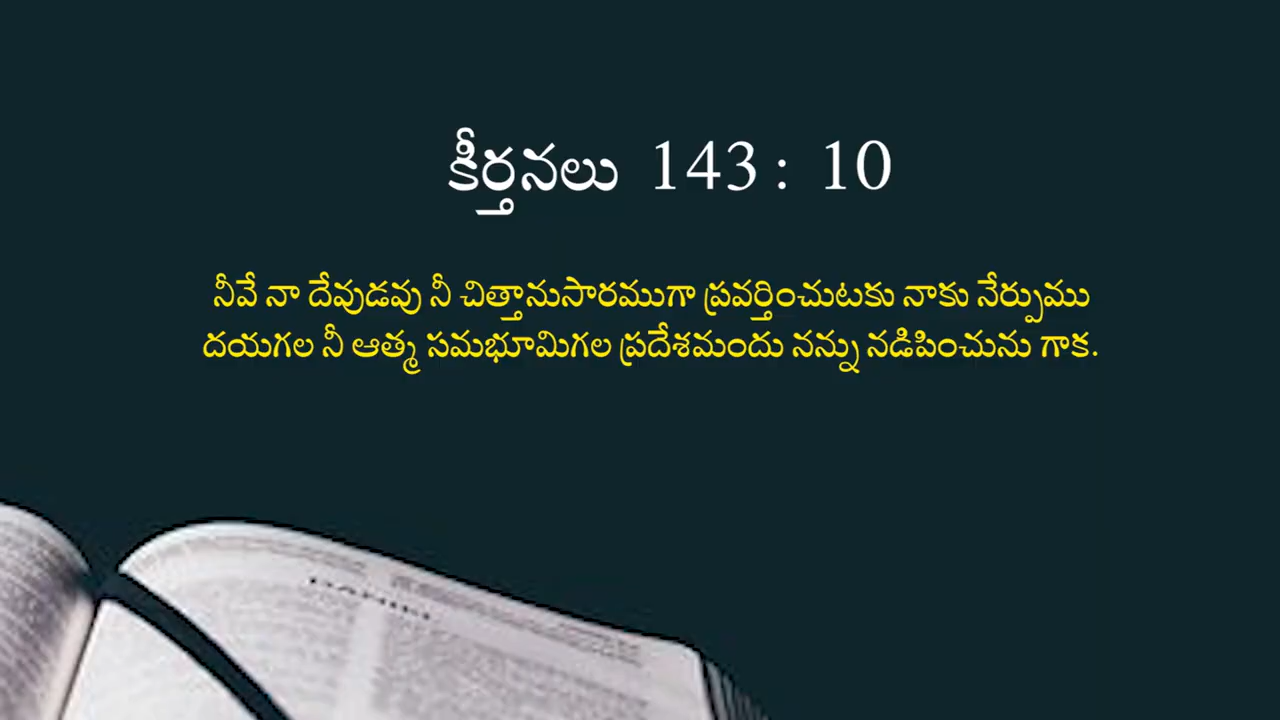 కీర్తనలు 143 : 10
నీవే నా దేవుడవు నీ చిత్తానుసారముగా ప్రవర్తించుటకు నాకు నేర్పుము
దయగల నీ ఆత్మ సమభూమిగల ప్రదేశమందు నన్ను నడిపించును గాక.